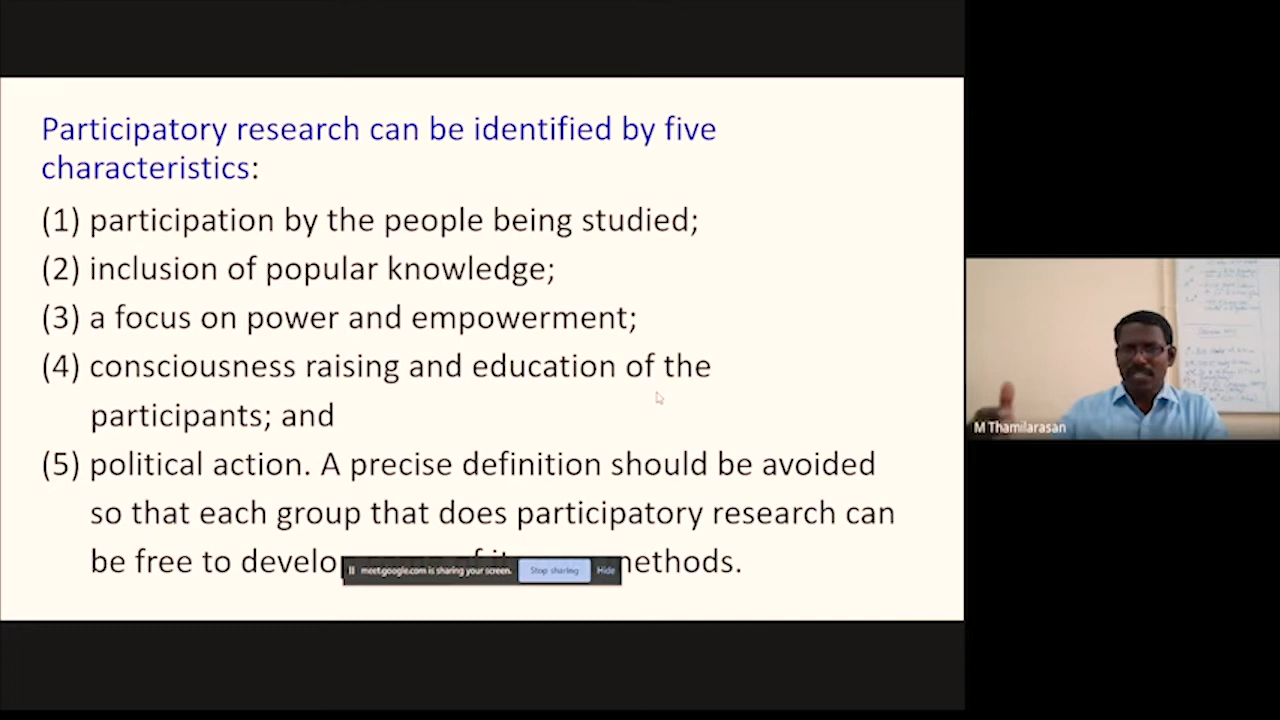 Participatory research can be identified by five
characteristics:
(1) participation by the people being studied;
(2) inclusion of popular knowledge;
(3) a focus on power and empowerment;
(4) consciousness raising and education of the
participants; and
(5) political action. A precise definition should be avoided
so that each group that does participatory research can
be free to develo
meet.google.com is sharing your screen.
Stop sharing
Hide
methods.
M Thamilarasan